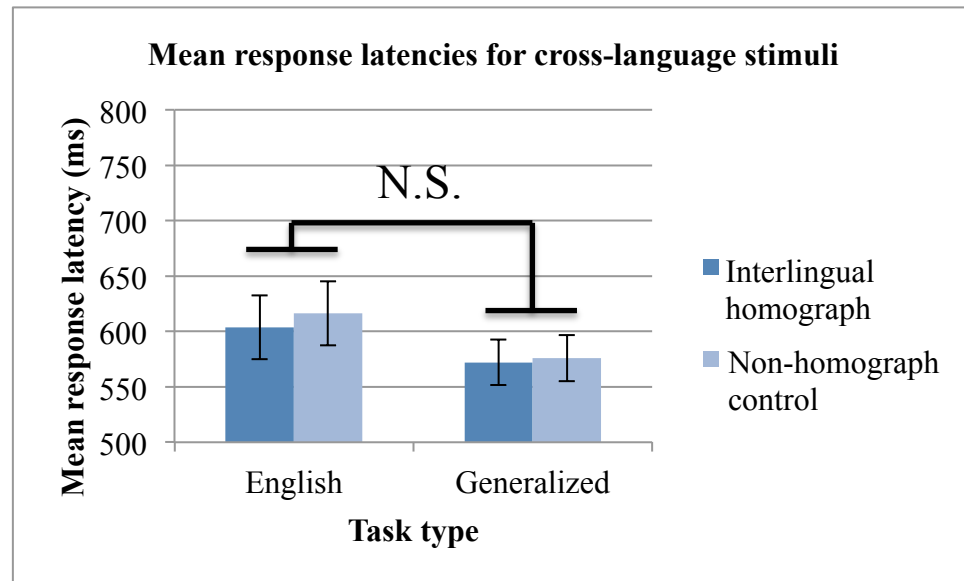 Mean response latencies for cross-language stimuli
Mean response latency (ms)
800
750
700
650
600
550
500
N.S.
English
Generalized
Task type
Interlingual
homograph
Non-homograph
control